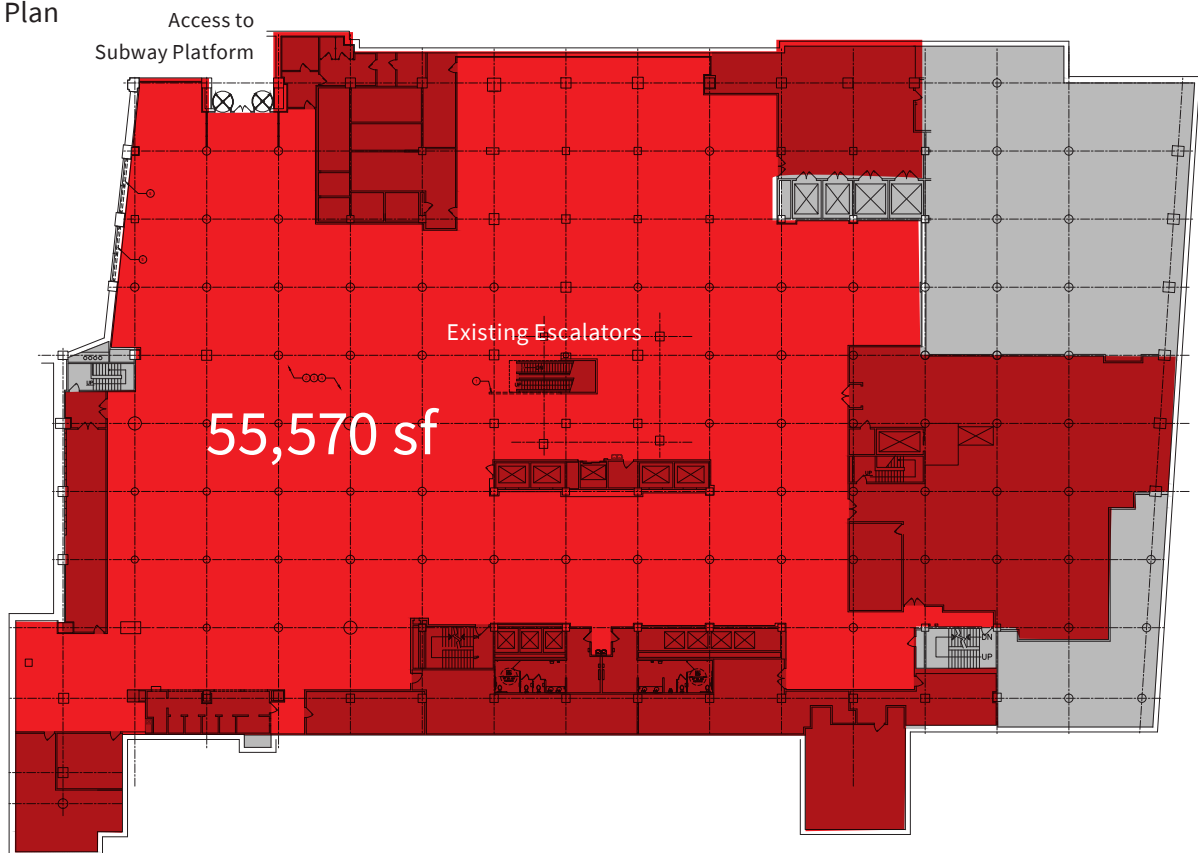 Plan
Access to
Subway Platform
Existing Escalators
55,570 sf
DN
UP